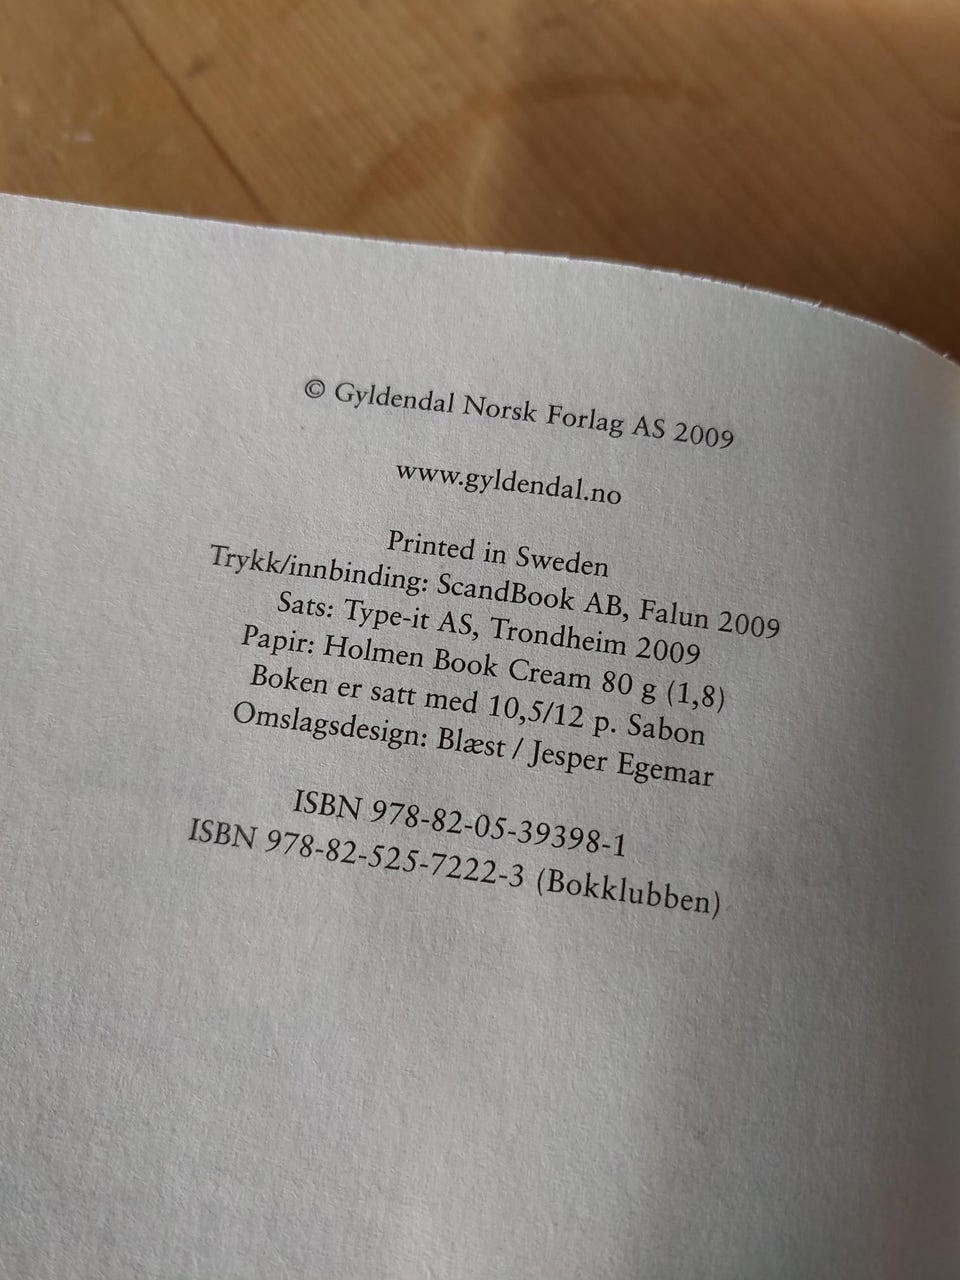 © Gyldendal Norsk Forlag AS 2009
www.gyldendal.no
Printed in Sweden
Trykk/innbinding: ScandBook AB, Falun 2009
Sats: Type-it AS, Trondheim 2009
Papir: Holmen Book Cream 80 g (1,8)
Boken er satt med 10,5/12 p. Sabon
Omslagsdesign: Blæst / Jesper Egemar
ISBN 978-82-05-39398-1
ISBN 978-82-525-7222-3 (Bokklubben)